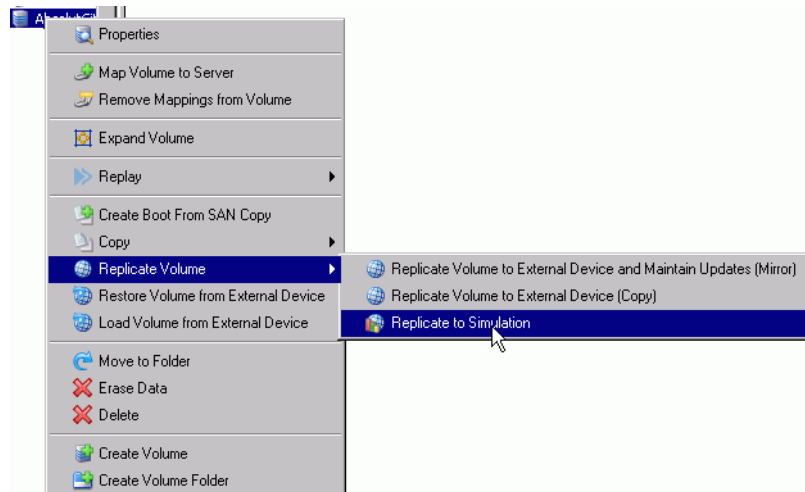 Properties
Map Volume to Server
Remove Mappings from Volume
Expand Volume
Replay
Create Boot From SAN Copy
Copy
Replicate Volume
Replicate Volume to External Device and Maintain Updates (Mirror)
Restore Volume from External Device
Replicate Volume to External Device (Copy)
Load Volume from External Device
Replicate to Simulation
Move to Folder
Erase Data
Delete
Create Volume
Create Volume Folder